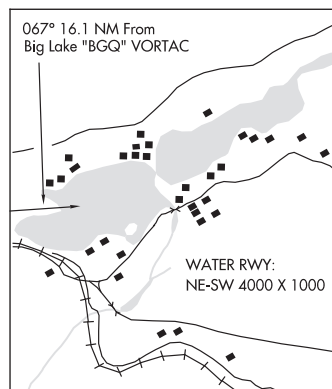 067° 16.1 NM From
Big Lake "BGQ" VORTAC
WATER RWY:
NE-SW 4000 X 1000